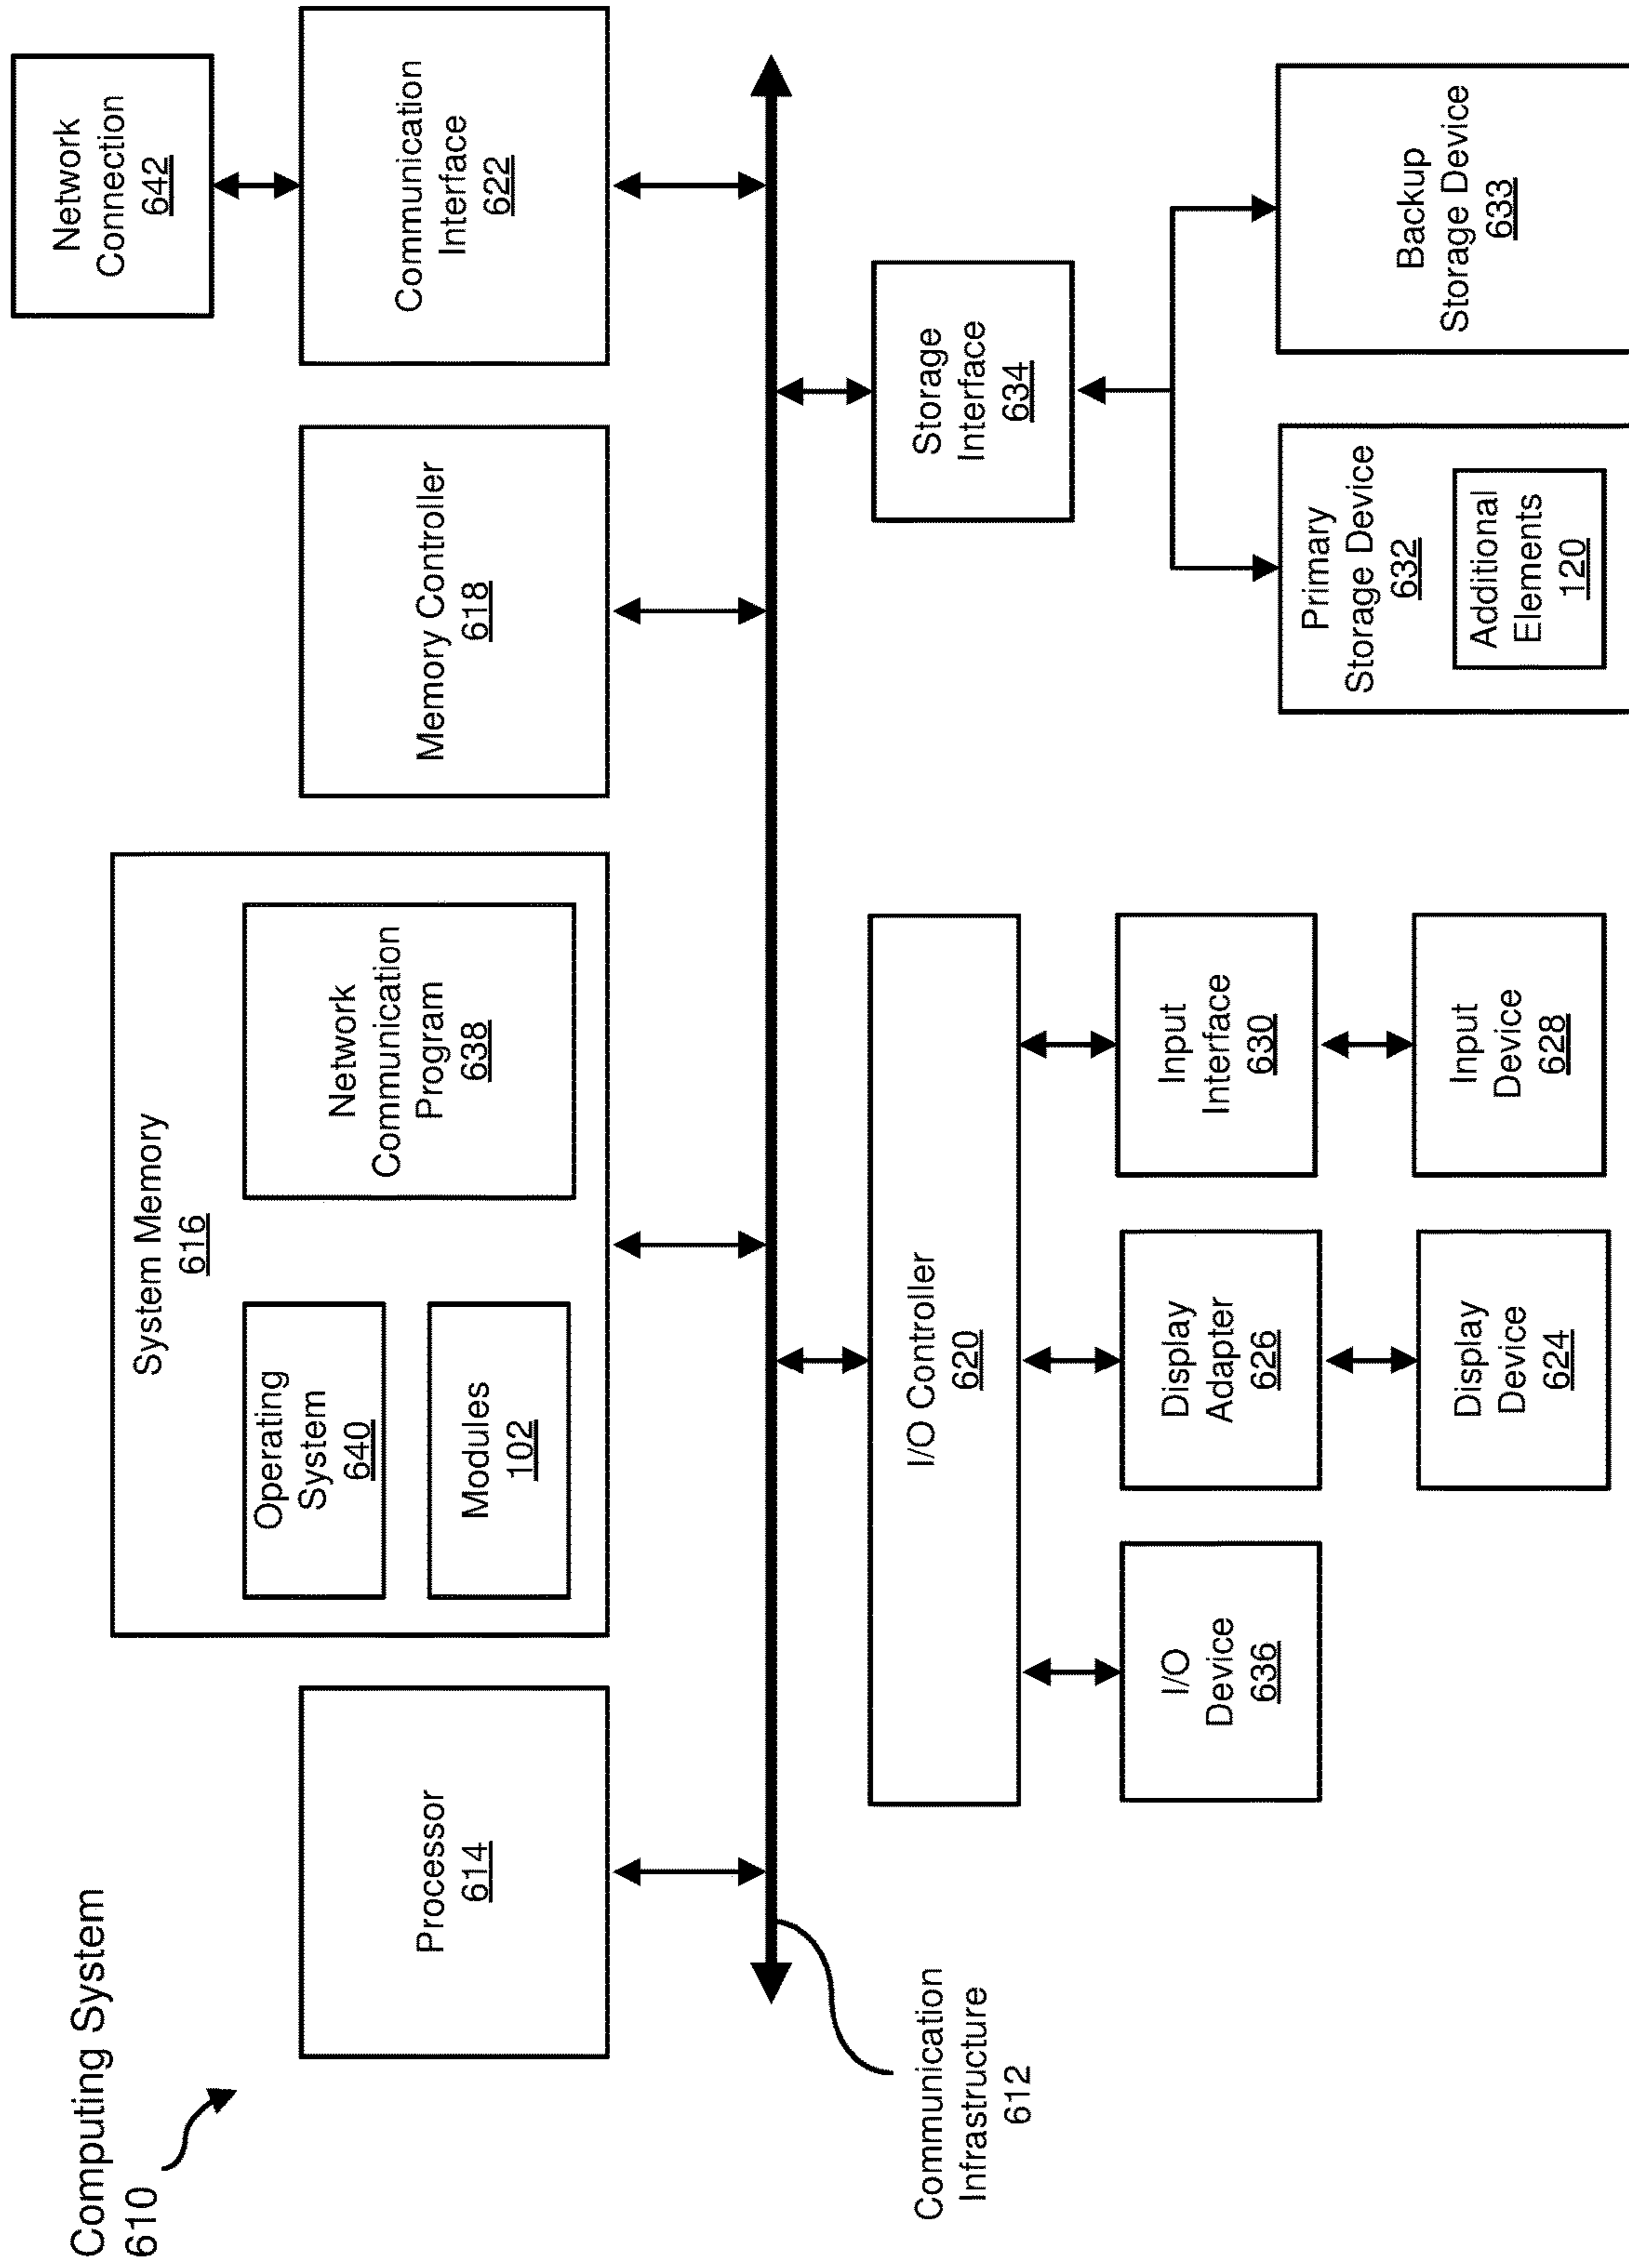 Computing System
610
Processor
614
System Memory
616
Operating
System
640
Modules
102
Network
Communication
Program
638
Memory Controller
618
Communication
Interface
622
Network
Connection
642
Communication
Infrastructure
612
I/O Controller
620
I/O
Device
636
Display
Adapter
626
Display
Device
624
Input
Interface
630
Input
Device
628
Storage
Interface
634
Primary
Storage Device
632
Additional
Elements
120
Backup
Storage Device
633